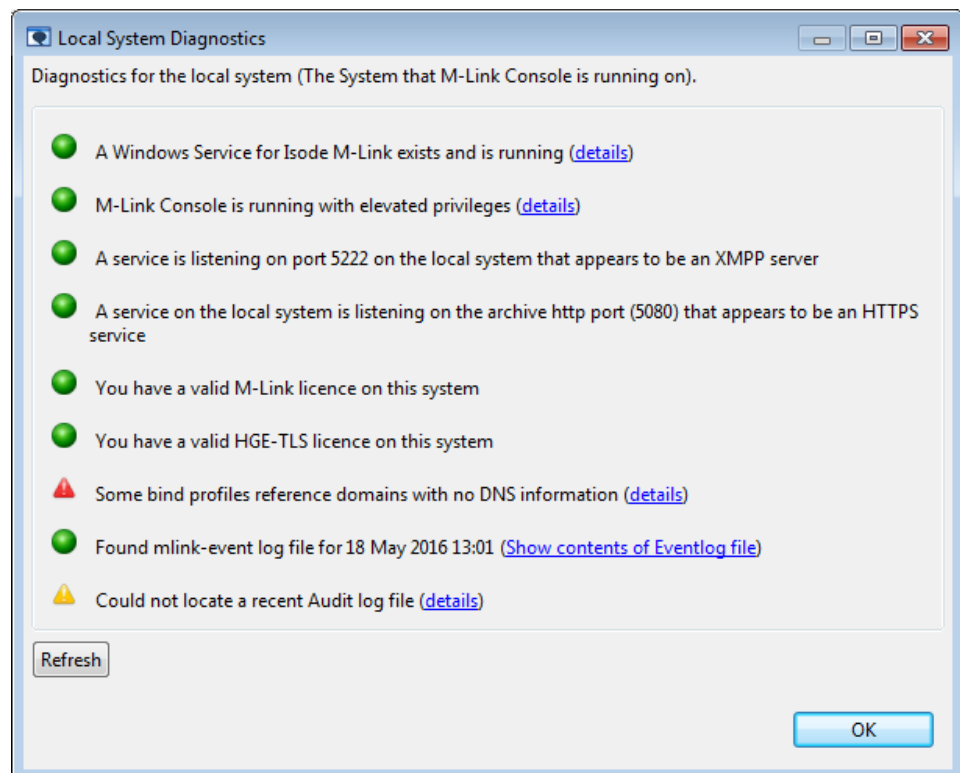 Local System Diagnostics
Diagnostics for the local system (The System that M-Link Console is running on).
A Windows Service for Isode M-Link exists and is running (details)
M-Link Console is running with elevated privileges (details)
A service is listening on port 5222 on the local system that appears to be an XMPP server
A service on the local system is listening on the archive http port (5080) that appears to be an HTTPS
service
You have a valid M-Link licence on this system
You have a valid HGE-TLS licence on this system
Some bind profiles reference domains with no DNS information (details)
Found mlink-event log file for 18 May 2016 13:01 (Show contents of Eventlog file)
Could not locate a recent Audit log file (details)
Refresh
OK